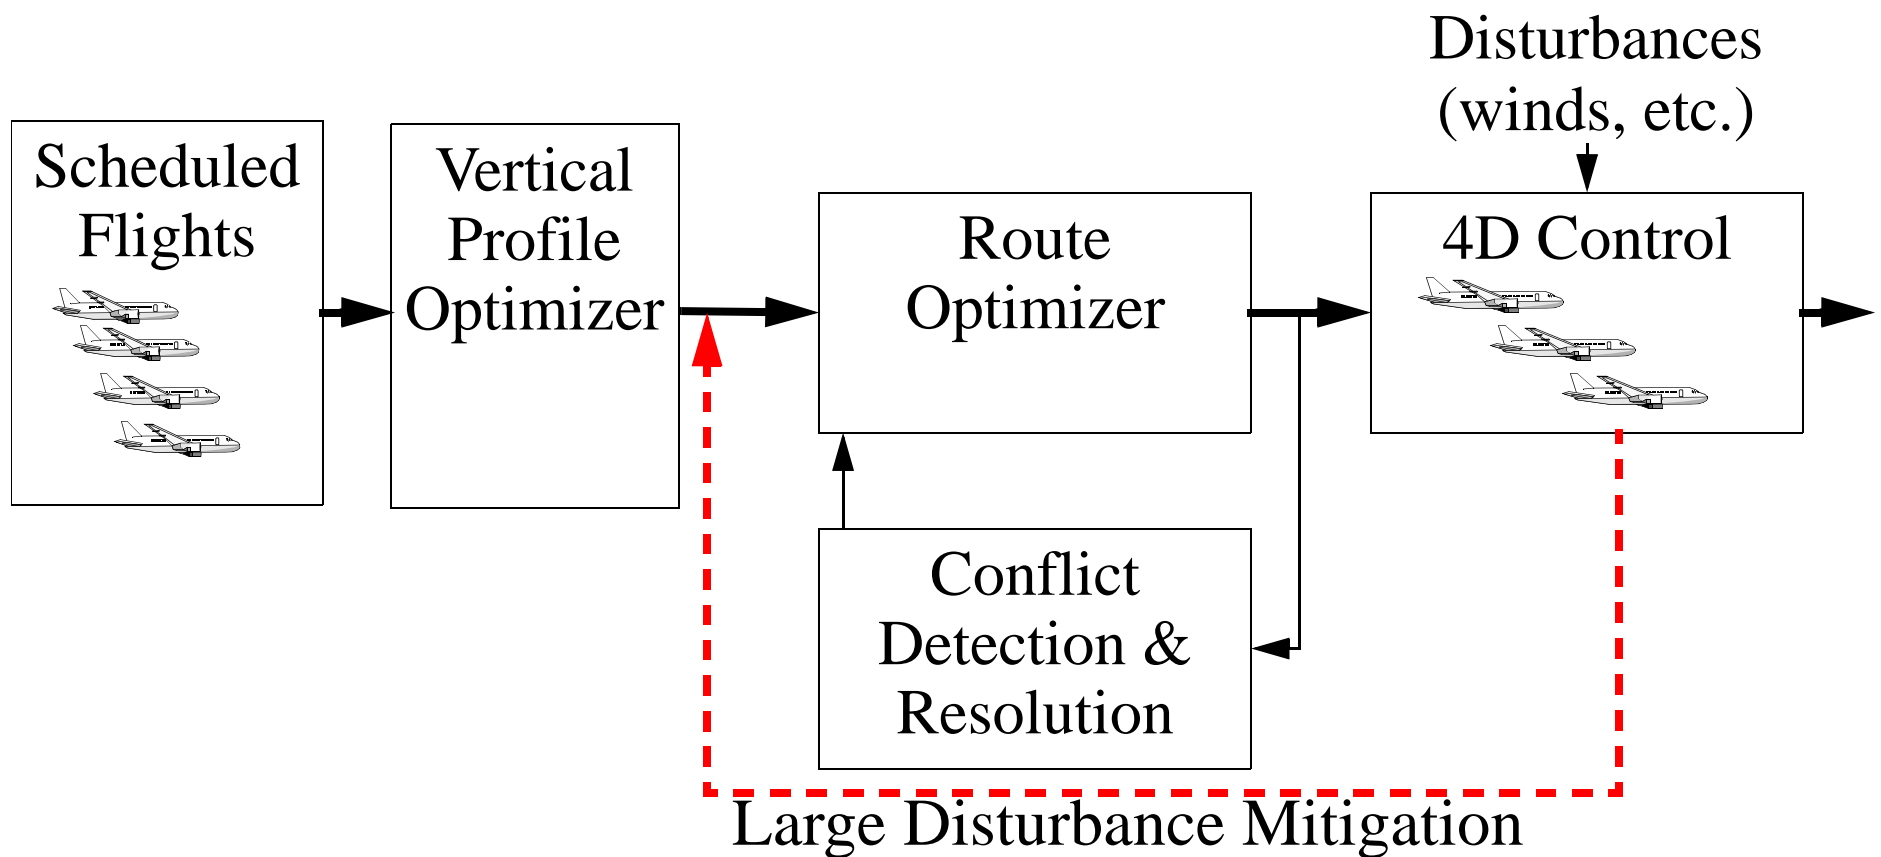 Disturbances
(winds, etc.)
Scheduled
Flights
Vertical
Profile
Optimizer
Route
Optimizer
4D Control
Conflict
Detection &
Resolution
Large Disturbance Mitigation